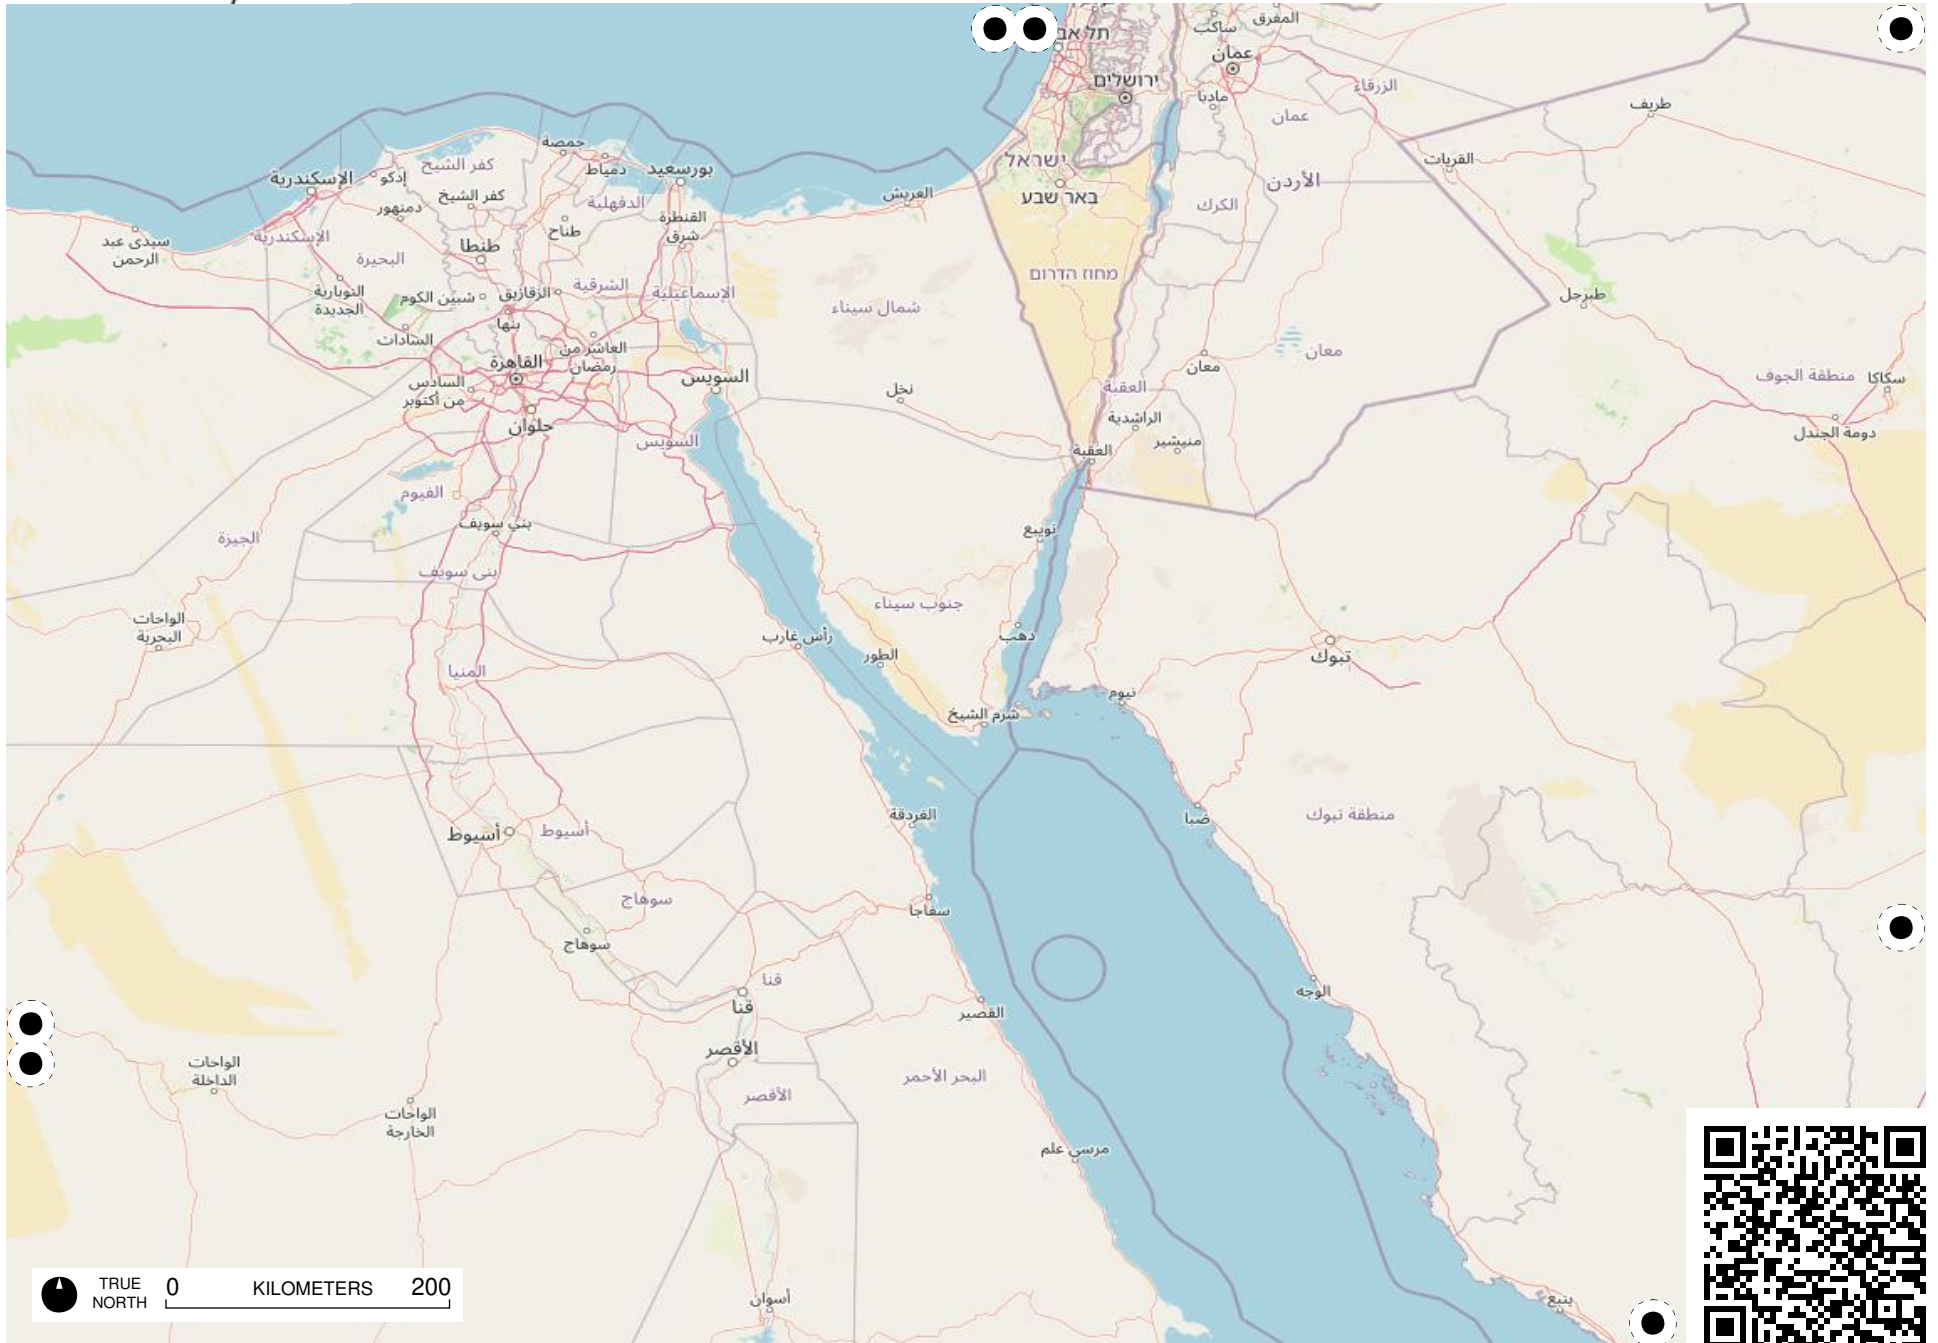 תל אב
ساكب
المفرق
عمان
ירושלים
مادبا
الزرقاء
عمان
طريف
جمصة
كفر الشيخ
دمياط
بورسعيد
ישראל
القريات
الإسكندرية
إدكو
كفر الشيخ
دمنهور
الدقهلية
العريش
באר שבע
الكرك
الأردن
القنطرة
شرق
طناح
الإسكندرية
سيدى عبد
الرحمن
طنطا
البحيرة
מחוז הדרום
النوبارية
الجديدة
شبين الكوم
الزقازيق
الشرقية
الإسماعيلية
شمال سيناء
طبرجل
بنها
السادات
العاشر من
رمضان
القاهرة
معان
معان
السادس
من أكتوبر
السويس
نخل
العقبة
منطقة الجوف
سكاكا
حلوان
السويس
الراشدية
منيشير
العقبة
دومة الجندل
الفيوم
بني سويف
نويبع
الجيزة
بنى سويف
جنوب سيناء
الواحات
البحرية
رأس غارب
دهب
الطور
تبوك
المنيا
نيوم
شرم الشيخ
الغردقة
ضبا
منطقة تبوك
أسيوط
أسيوط
سوهاج
سفاجا
سوهاج
قنا
قنا
القصير
الوجه
الأقصر
الواحات
الداخلة
البحر الأحمر
الأقصر
الواحات
الخارجة
مرسى علم
TRUE
NORTH
0 KILOMETERS 200
أسوان
ينبع